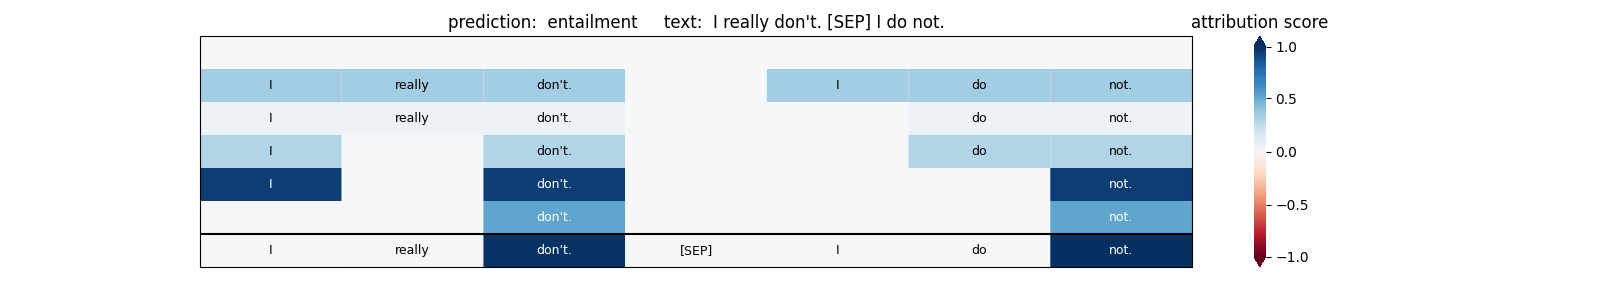 prediction:  entailment     text:  I really don't. [SEP] I do not.
attribution score
I really don't. I do not.
I really don't. do not.
I don't. do not.
I don't. not.
don't. not.
I really don't. [SEP] I do not.
1.0
0.5
0.0
−0.5
−1.0